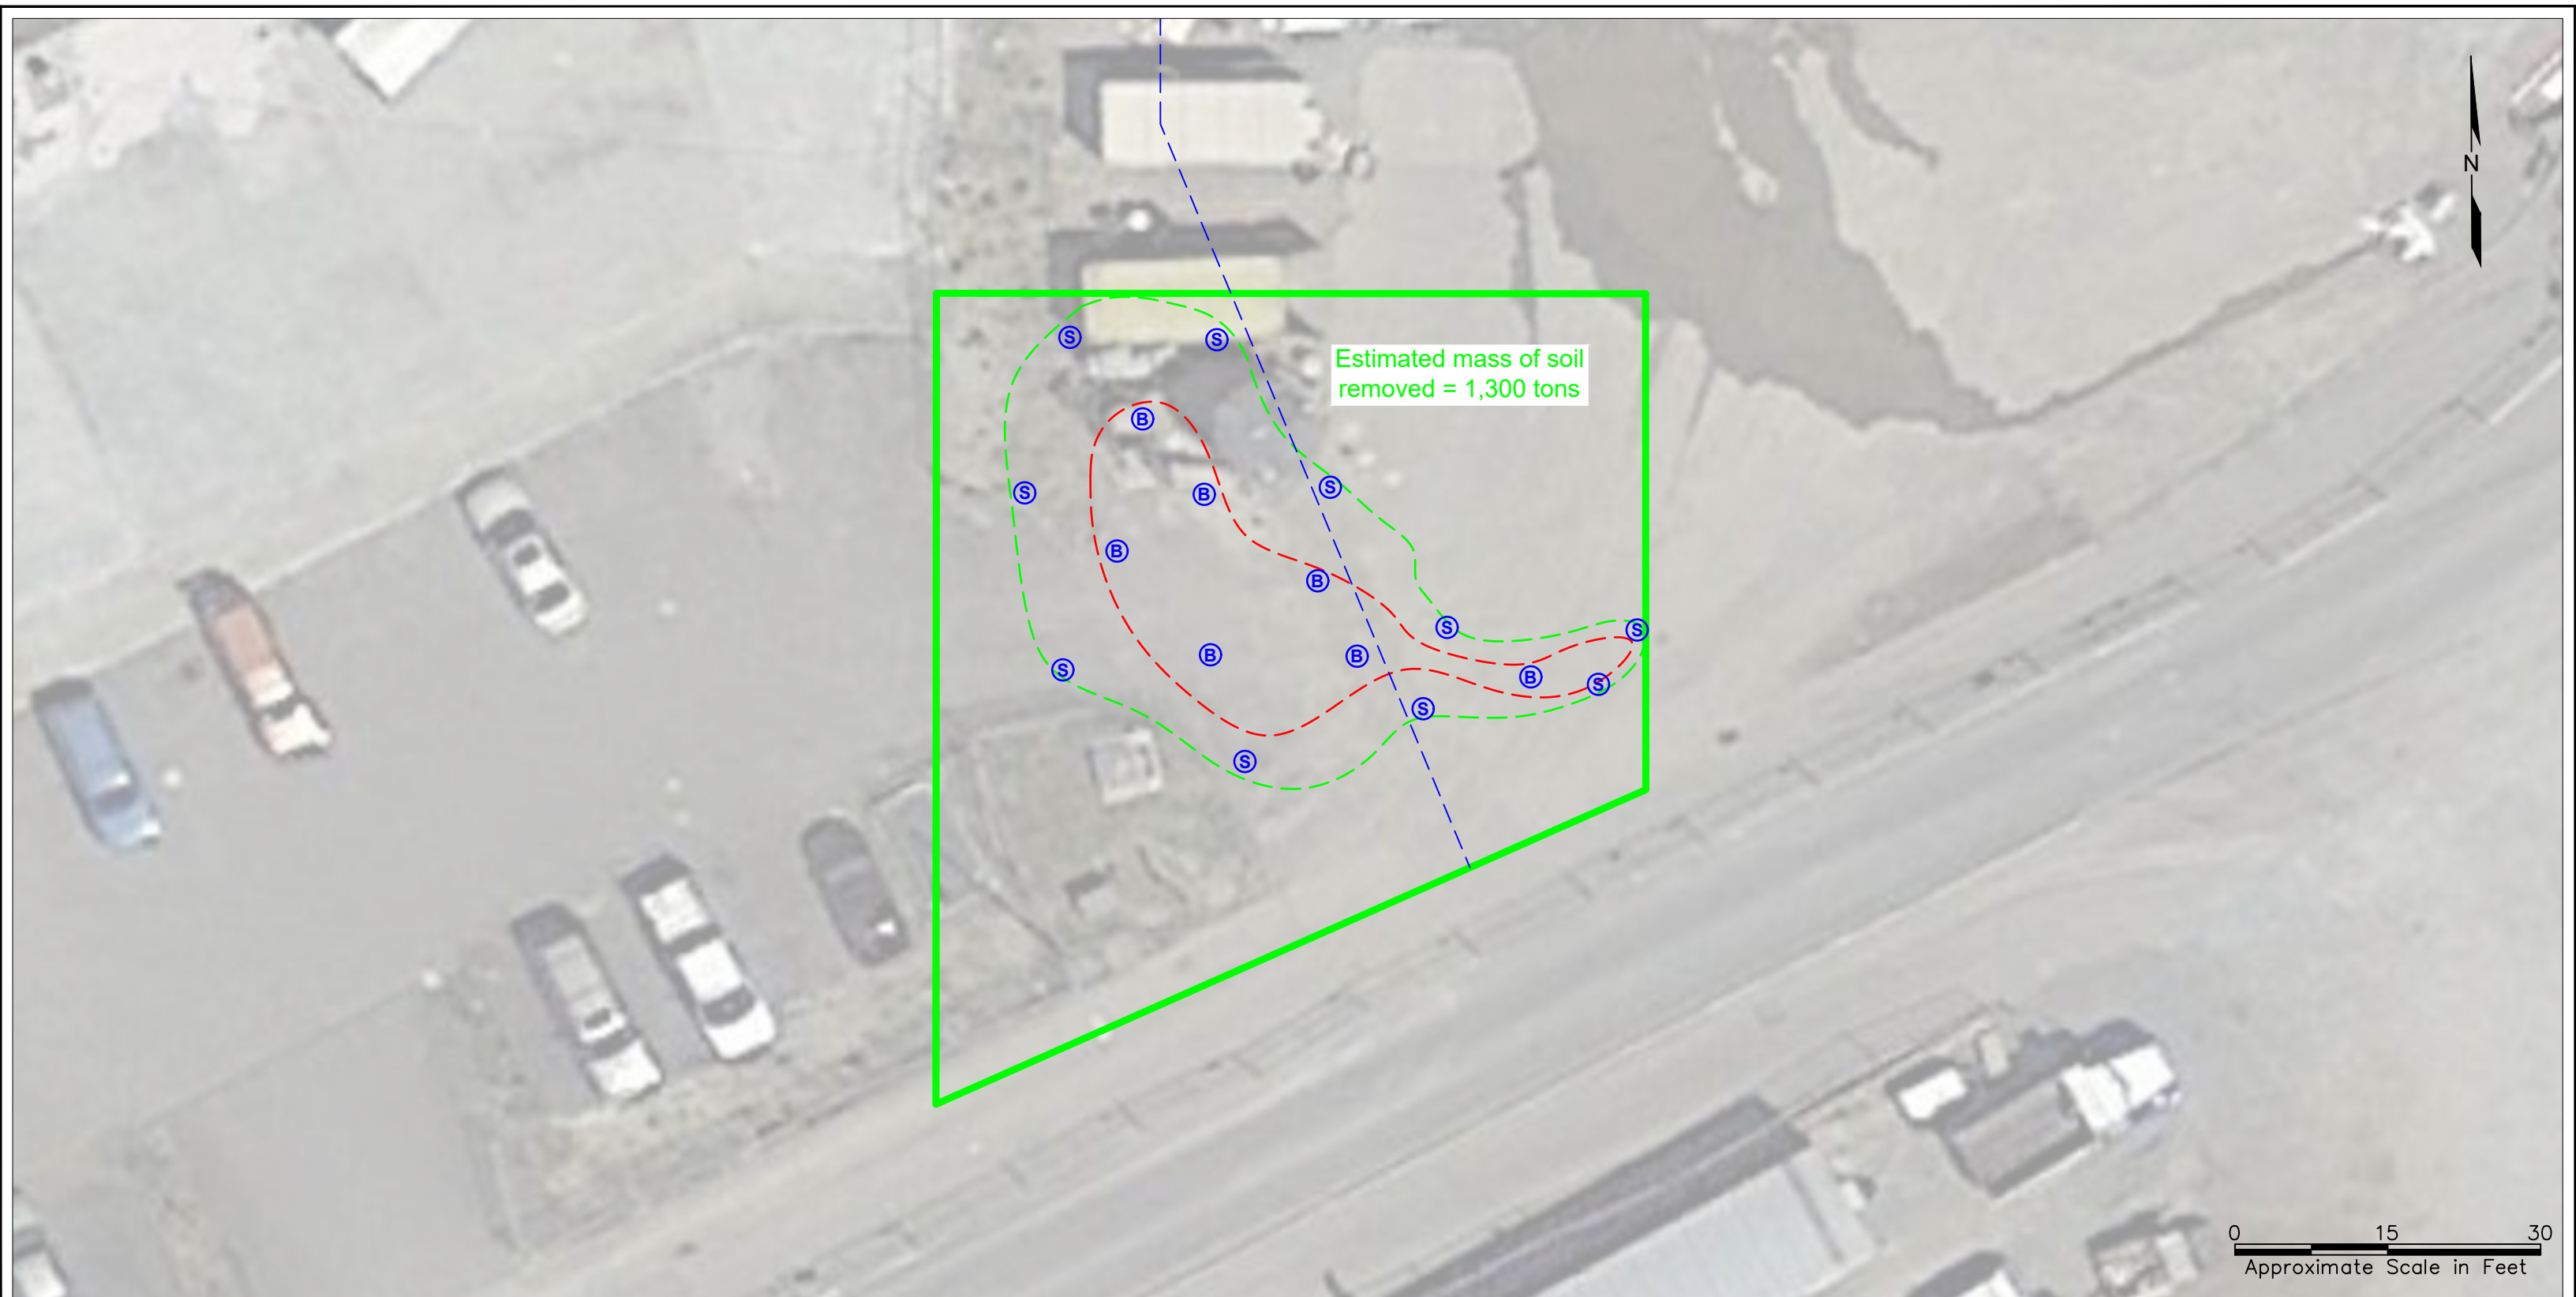 N
S
S
Estimated mass of soil
removed = 1,300 tons
B
S
B
S
B
B
S
S
B
B
S
B
S
S
S
0 15 30
Approximate Scale in Feet